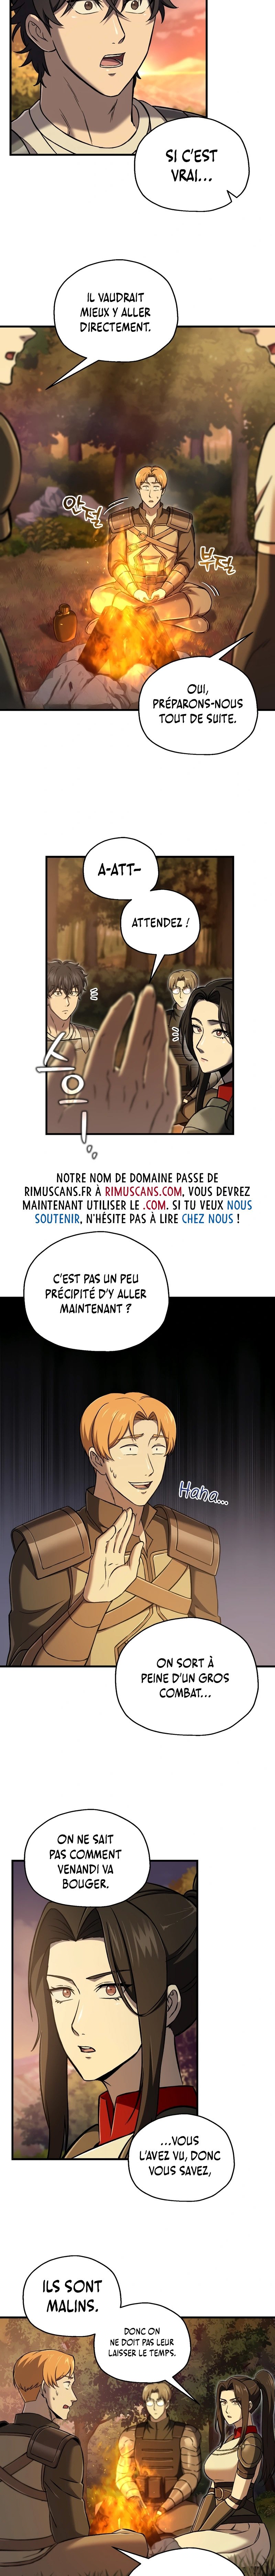 SI C'EST
VRAI...
IL VAUDRAIT
MIEUX Y ALLER
DIRECTEMENT.
안절
부절
OUI,
PRÉPARONS-NOUS
TOUT DE SUITE.
A-ATT-
ATTENDEZ !
스윽
NOTRE NOM DE DOMAINE PASSE DE
RIMUSCANS.FR À RIMUSCANS.COM, VOUS DEVREZ
MAINTENANT UTILISER LE .COM. SI TU VEUX NOUS
SOUTENIR, N'HÉSITE PAS À LIRE CHEZ NOUS !
C'EST PAS UN PEU
PRÉCIPITÉ D'Y ALLER
MAINTENANT ?
Haha...
ON SORT À
PEINE D'UN GROS
COMBAT...
ON NE SAIT
PAS COMMENT
VENANDI VA
BOUGER.
...VOUS
L'AVEZ VU, DONC
VOUS SAVEZ,
ILS SONT
MALINS.
DONC ON
NE DOIT PAS LEUR
LAISSER LE TEMPS.